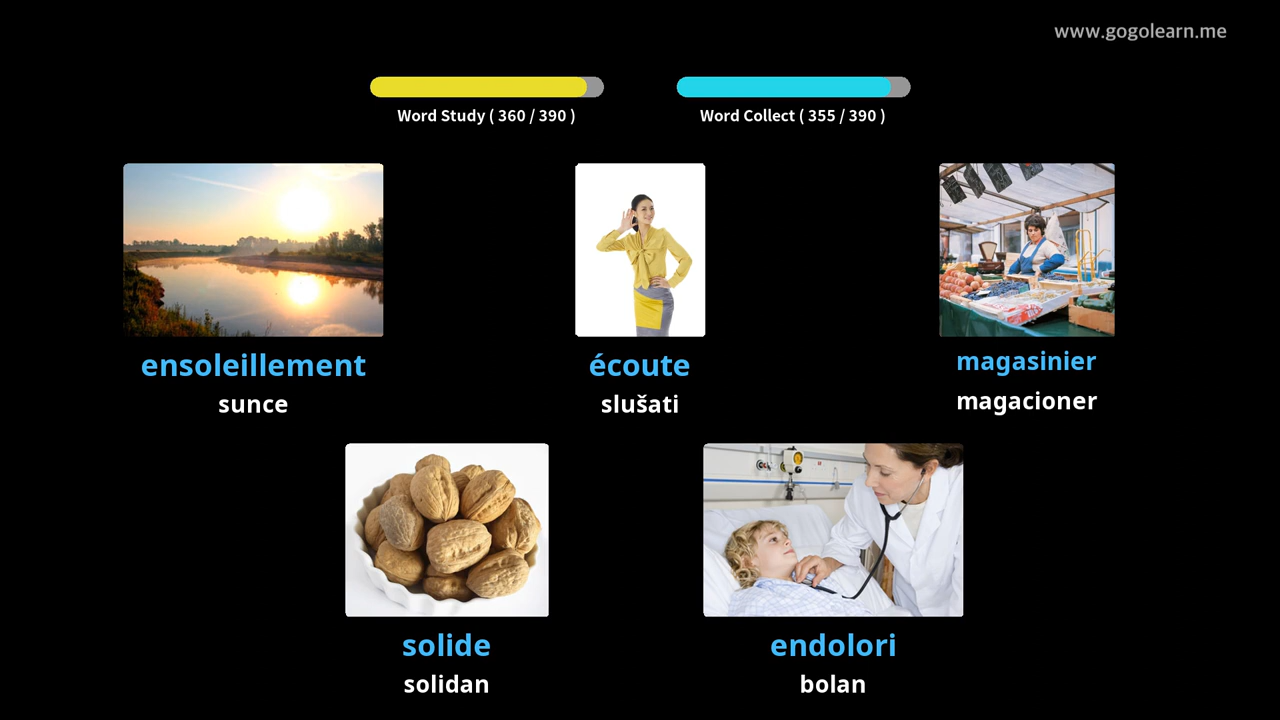 www.gogolearn.me
Word Study ( 360 / 390 )
Word Collect ( 355 / 390 )
ensoleillement
sunce
écoute
slušati
magasinier
magacioner
solide
solidan
endolori
bolan